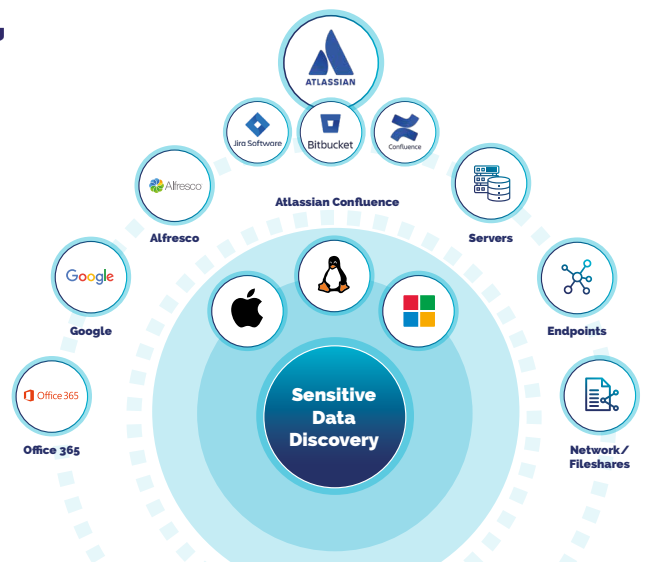 ATLASSIAN
Jira Software
Bitbucket
Confluence
Alfresco
Atlassian Confluence
Alfresco
Servers
Google
Google
Endpoints
Sensitive
Data
Discovery
Office 365
Office 365
Network/
Fileshares